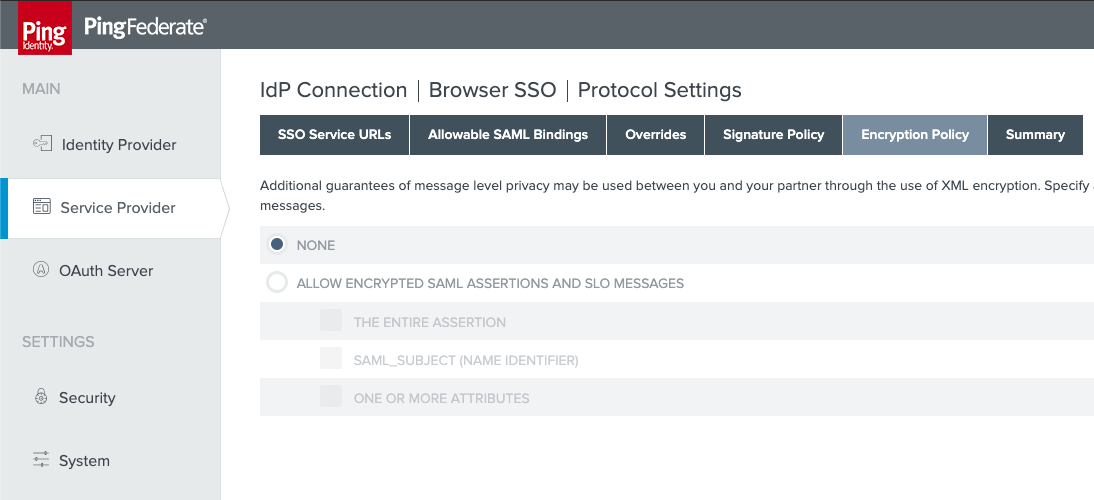 Ping
Identity.
PingFederate®
MAIN
Identity Provider
Service Provider
OAuth Server
SETTINGS
Security
System
IdP Connection | Browser SSO | Protocol Settings
SSO Service URLs
Allowable SAML Bindings
Overrides
Signature Policy
Encryption Policy
Summary
Additional guarantees of message level privacy may be used between you and your partner through the use of XML encryption. Specify
messages.
NONE
ALLOW ENCRYPTED SAML ASSERTIONS AND SLO MESSAGES
THE ENTIRE ASSERTION
SAML_SUBJECT (NAME IDENTIFIER)
ONE OR MORE ATTRIBUTES